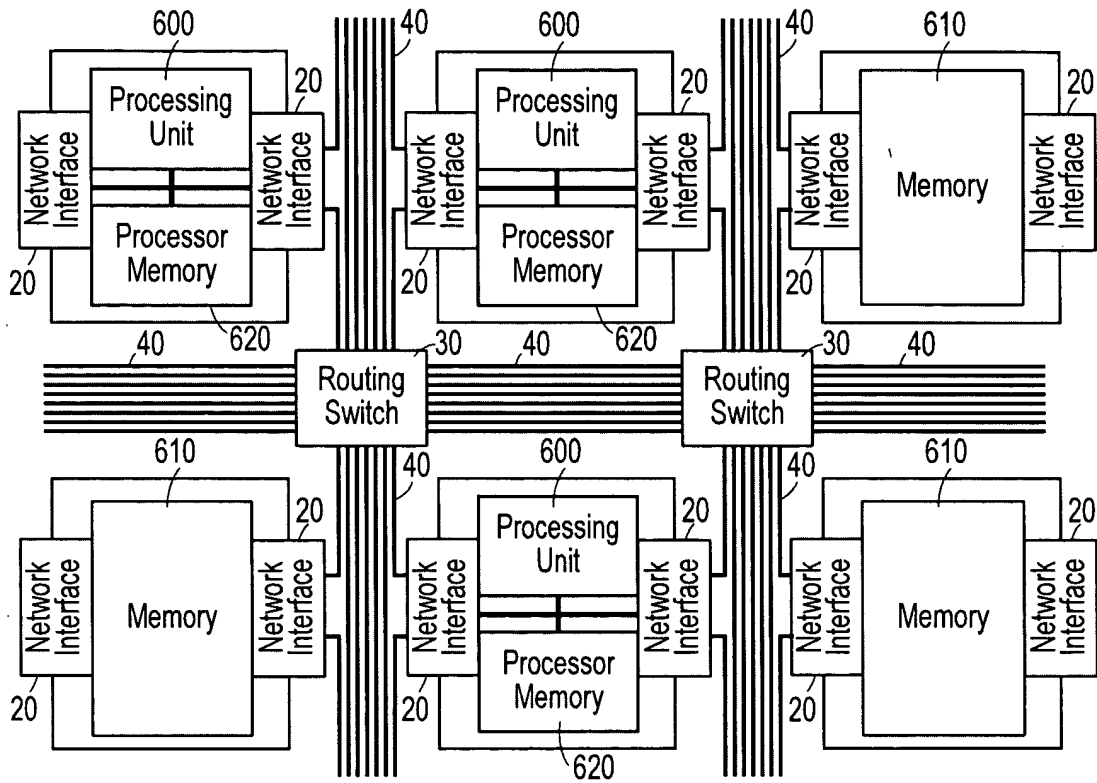 600
40
600
40
610
Processing
Unit
20
Processing
Unit
20
Memory
20
Network
Interface
Network
Interface
Network
Interface
Network
Interface
Network
Interface
Network
Interface
Processor
Memory
Processor
Memory
20
620
20
620
20
40
30
40
30
40
Routing
Switch
Routing
Switch
610
40
600
40
610
Memory
20
Processing
Unit
20
Memory
20
Network
Interface
Network
Interface
Network
Interface
Network
Interface
Network
Interface
Network
Interface
Processor
Memory
20
20
620
20